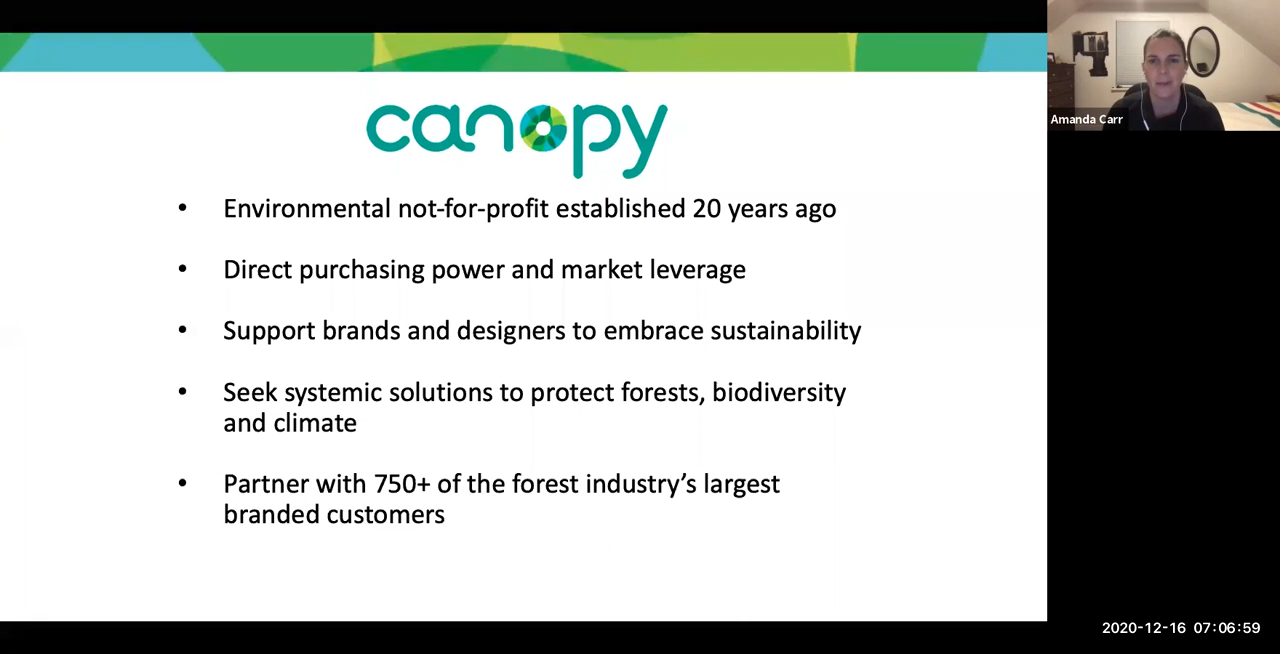 canopy
Amanda Carr
• Environmental not-for-profit established 20 years ago
• Direct purchasing power and market leverage
• Support brands and designers to embrace sustainability
• Seek systemic solutions to protect forests, biodiversity
and climate
• Partner with 750+ of the forest industry’s largest
branded customers
2020-12-16 07:06:59